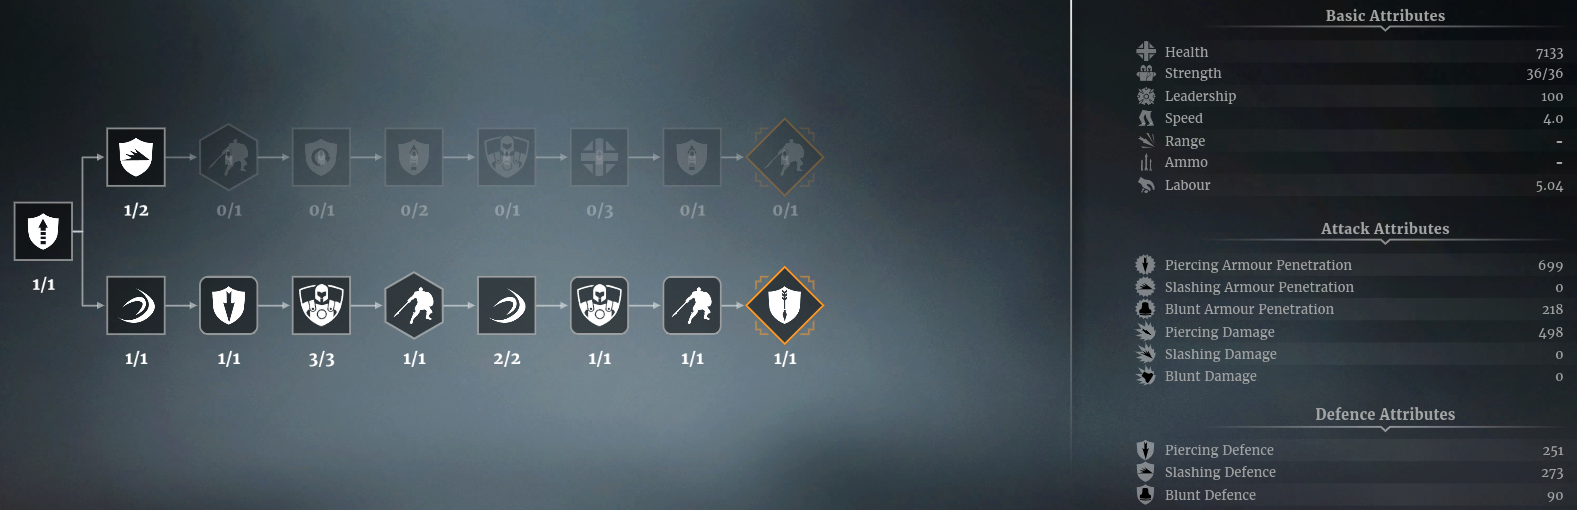 1/2 0/1 0/1 0/2 0/1 0/3 0/1 0/1
1/1
1/1 1/1 3/3 1/1 2/2 1/1 1/1 1/1
Basic Attributes
Health 7133
Strength 36/36
Leadership 100
Speed 4.0
Range -
Ammo -
Labour 5.04
Attack Attributes
Piercing Armour Penetration 699
Slashing Armour Penetration 0
Blunt Armour Penetration 218
Piercing Damage 498
Slashing Damage 0
Blunt Damage 0
Defence Attributes
Piercing Defence 251
Slashing Defence 273
Blunt Defence 90